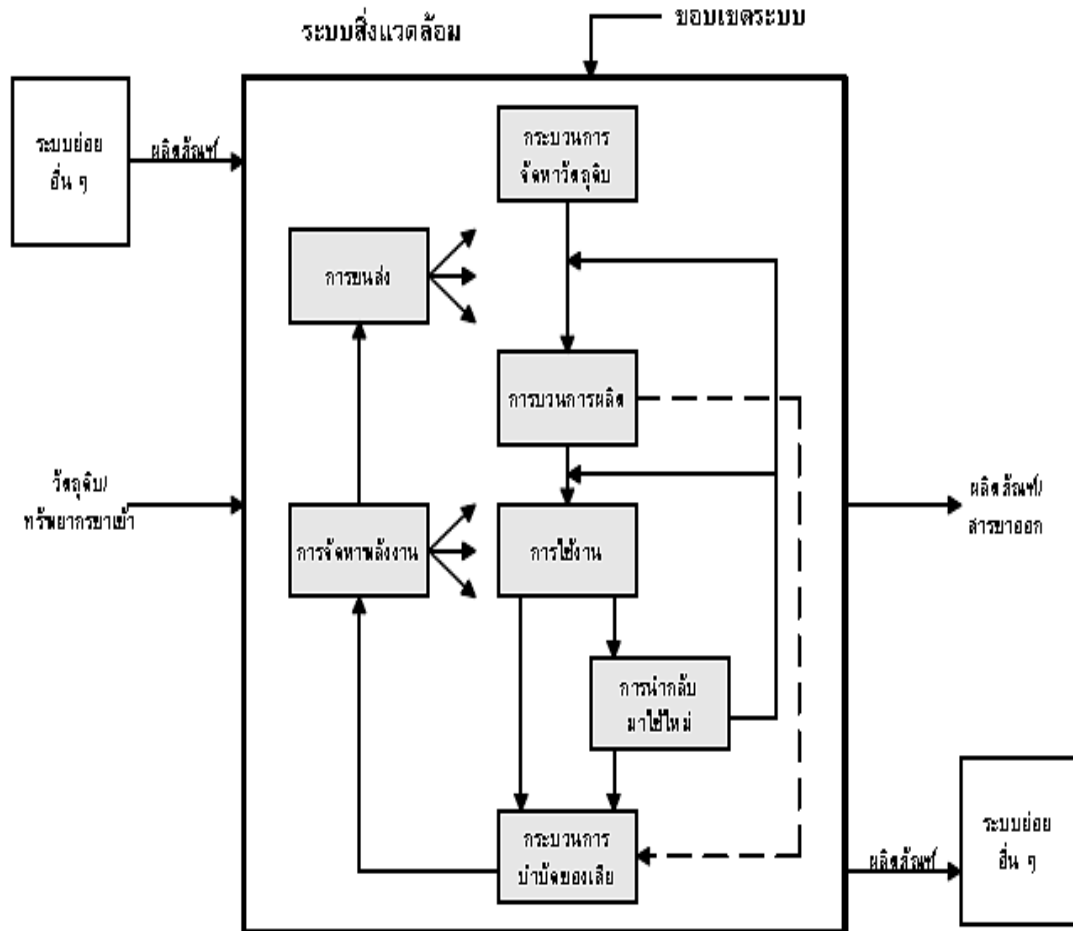 ระบบสิ่งแวดล้อม
ขอบเขตระบบ
ระบบย่อย
อื่น ๆ
ผลิตภัณฑ์
กระบวนการ
จัดหาวัตถุดิบ
การขนส่ง
การบวนการผลิต
วัตถุดิบ/
ทรัพยากรขาเข้า
การจัดหาพลังงาน
การใช้งาน
ผลิตภัณฑ์/
สารขาออก
การนำกลับ
มาใช้ใหม่
กระบวนการ
บำบัดของเสีย
ผลิตภัณฑ์
ระบบย่อย
อื่น ๆ